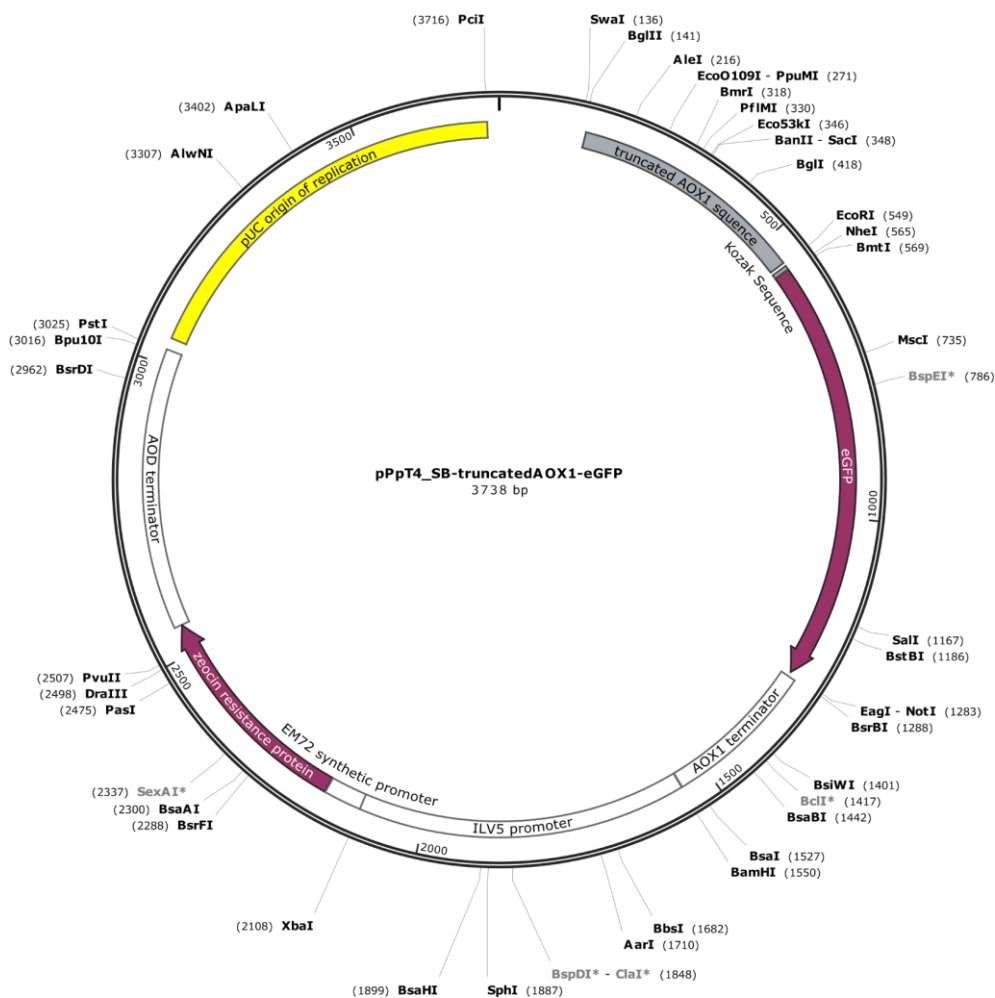 (3716) PciI
SwaI (136)
BglII (141)
AleI (216)
EcoO109I - PpuMI (271)
BmrI (318)
PflMI (330)
Eco53kI (346)
BanII - SacI (348)
BglI (418)
(3402) ApaLI
(3307) AlwNI
3500
pUC origin of replication
truncated AOX1 squence
500
Kozak Sequence
EcoRI (549)
NheI (565)
BmtI (569)
(3025) PstI
(3016) Bpu10I
(2962) BsrDI
3000
MscI (735)
BspEI* (786)
AOD terminator
pPpT4_SB-truncatedAOX1-eGFP
3738 bp
eGFP
1000
SalI (1167)
BstBI (1186)
(2507) PvuII
(2498) DraIII
(2475) PasI
2500
zeocin resistance protein
EM72 synthetic promoter
ILV5 promoter
AOX1 terminator
1500
2000
EagI - NotI (1283)
BsrBI (1288)
BsiWI (1401)
BclI* (1417)
BsaBI (1442)
(2337) SexAI*
(2300) BsaAI
(2288) BsrFI
BsaI (1527)
BamHI (1550)
(2108) XbaI
BbsI (1682)
AarI (1710)
BspDI* - ClaI* (1848)
(1899) BsaHI
SphI (1887)